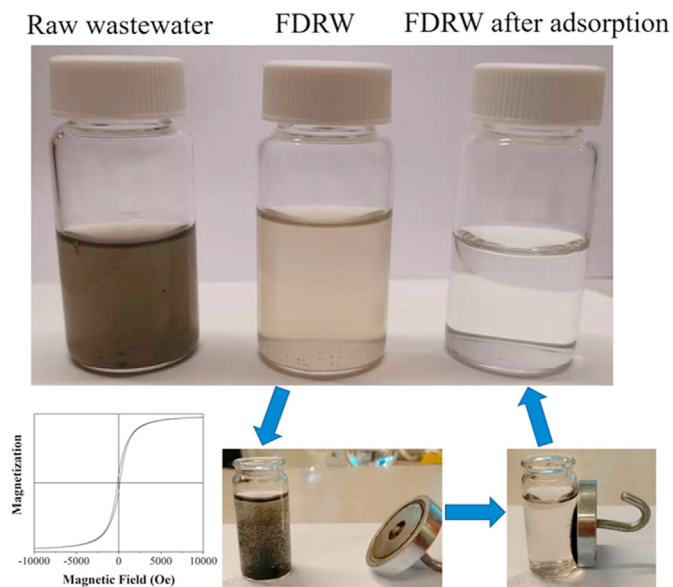 Raw wastewater
FDRW
FDRW after adsorption
Magnetization
-10000
-5000
0
5000
10000
Magnetic Field (Oe)